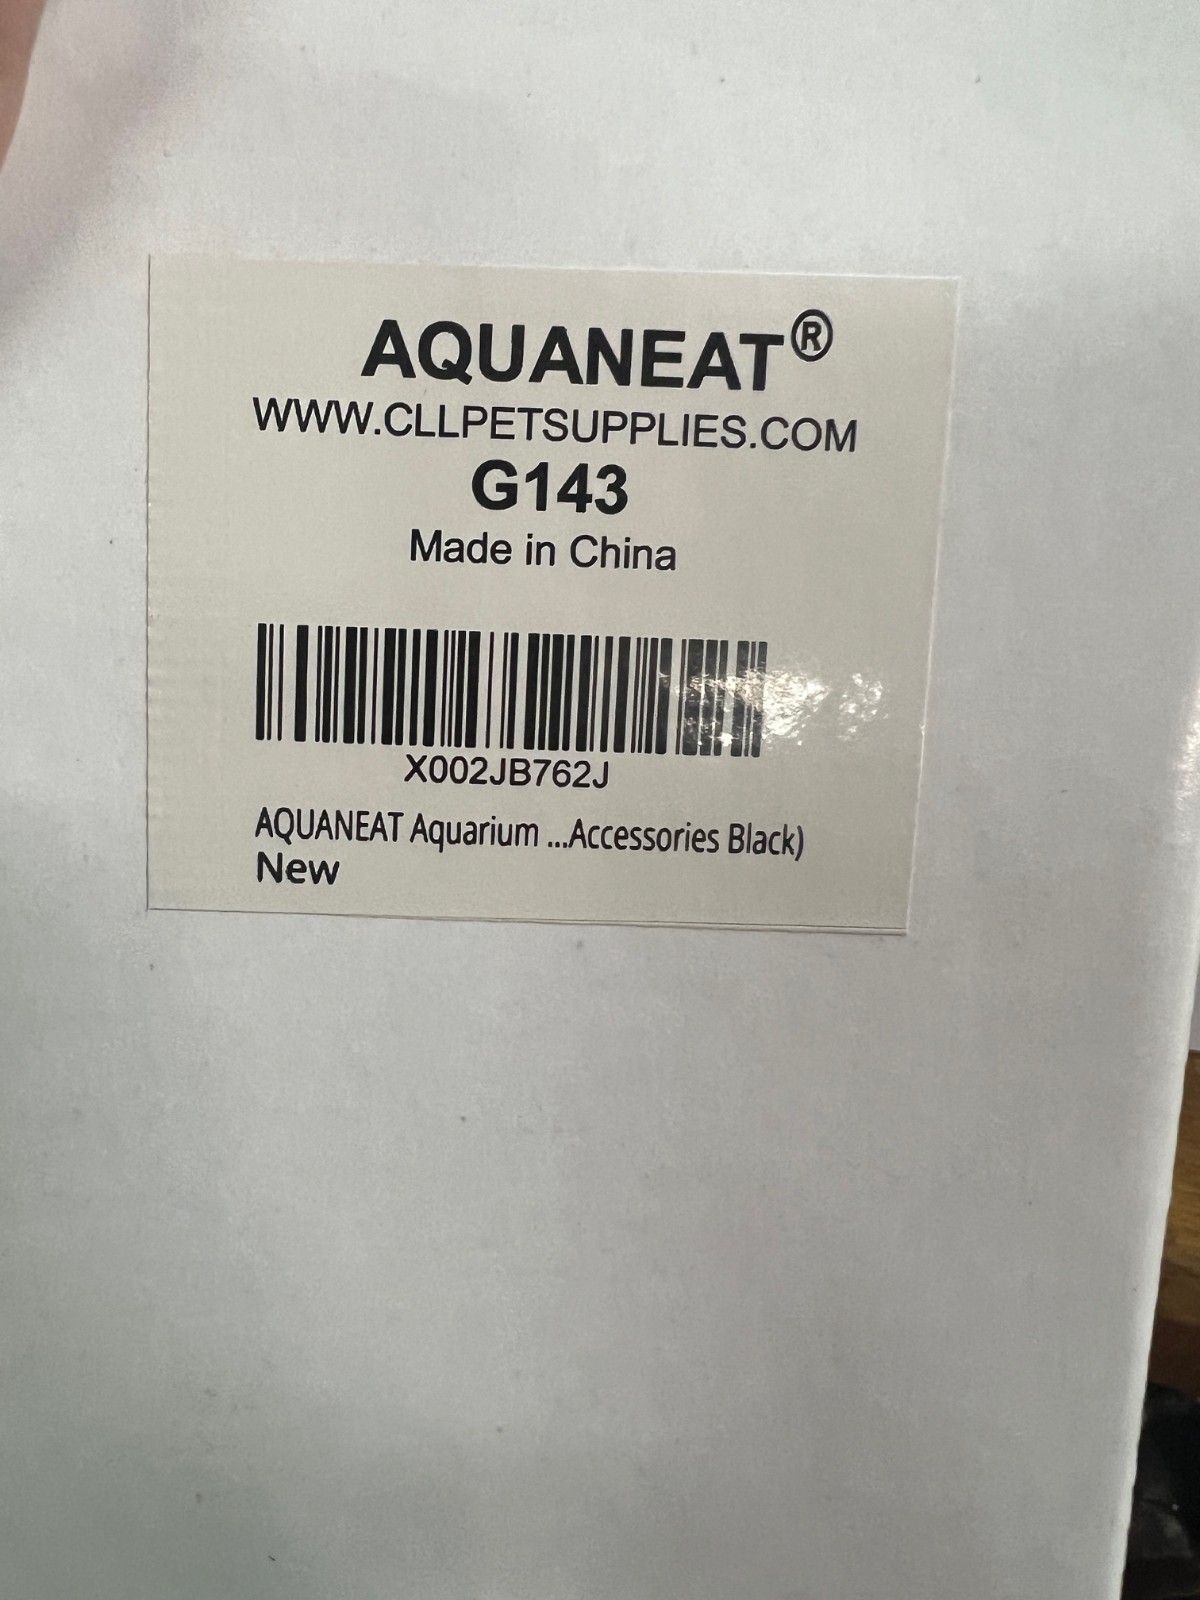 AQUANEAT®
WWW.CLLPETSUPPLIES.COM
G143
Made in China
X002JB762J
AQUANEAT Aquarium ...Accessories Black)
New